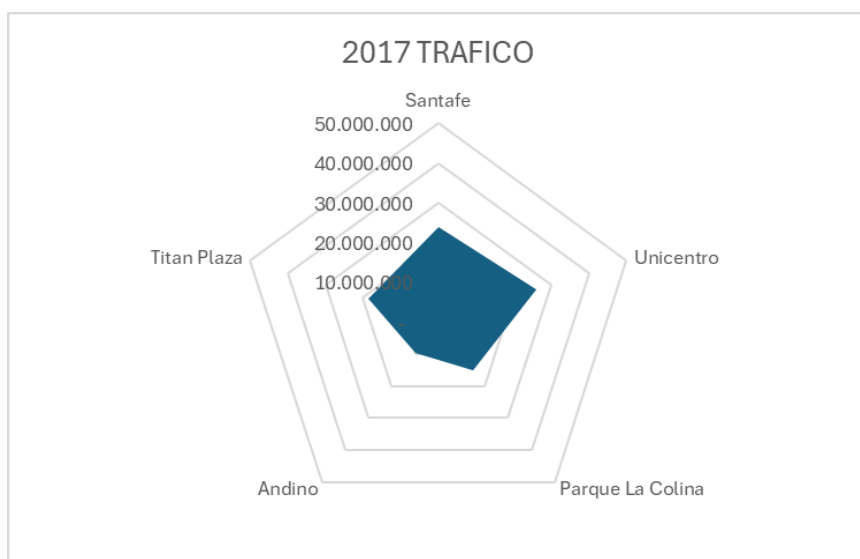 2017 TRAFICO
Santafe
50.000.000
40.000.000
30.000.000
20.000.000
10.000.000
-
Titan Plaza
Unicentro
Andino
Parque La Colina